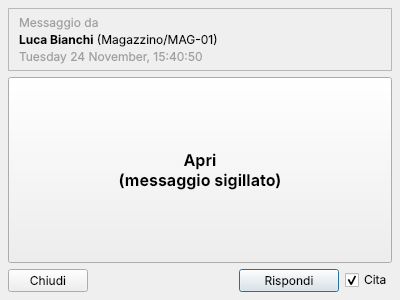 Messaggio da
Luca Bianchi (Magazzino/MAG-01)
Tuesday 24 November, 15:40:50
Apri
(messaggio sigillato)
Chiudi
Rispondi
Cita